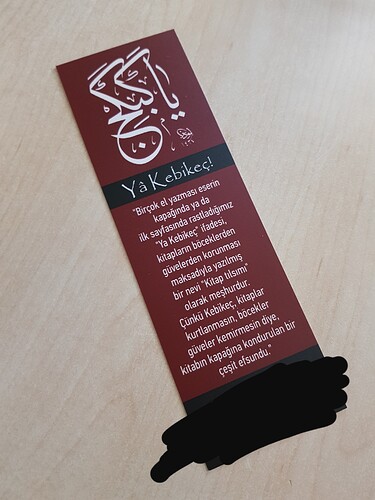 يا كبيكج
Yâ Kebikeç!
"Birçok el yazması eserin
kapağında ya da
ilk sayfasında rastladığımız
"Ya Kebikeç" ifadesi,
kitapların böceklerden
güvelerden korunması
maksadıyla yazılmış
bir nevi "Kitap tılsımı"
olarak meşhurdur.
Çünkü Kebikeç, kitaplar
kurtlanmasın, böcekler
güveler kemirmesin diye,
kitabın kapağına kondurulan bir
çeşit efsundu."